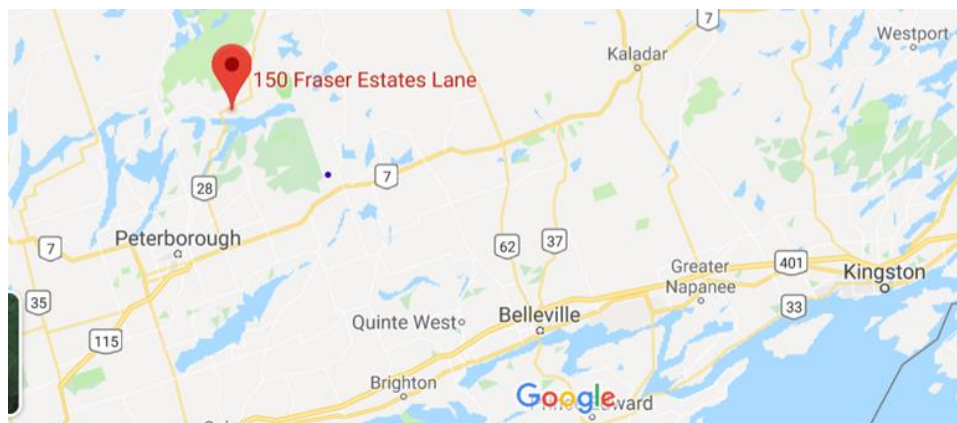 7
Westport
Kaladar
150 Fraser Estates Lane
7
28
7
Peterborough
62
37
401
Greater
Napanee
Kingston
35
33
115
Quinte West
Belleville
Brighton
Google